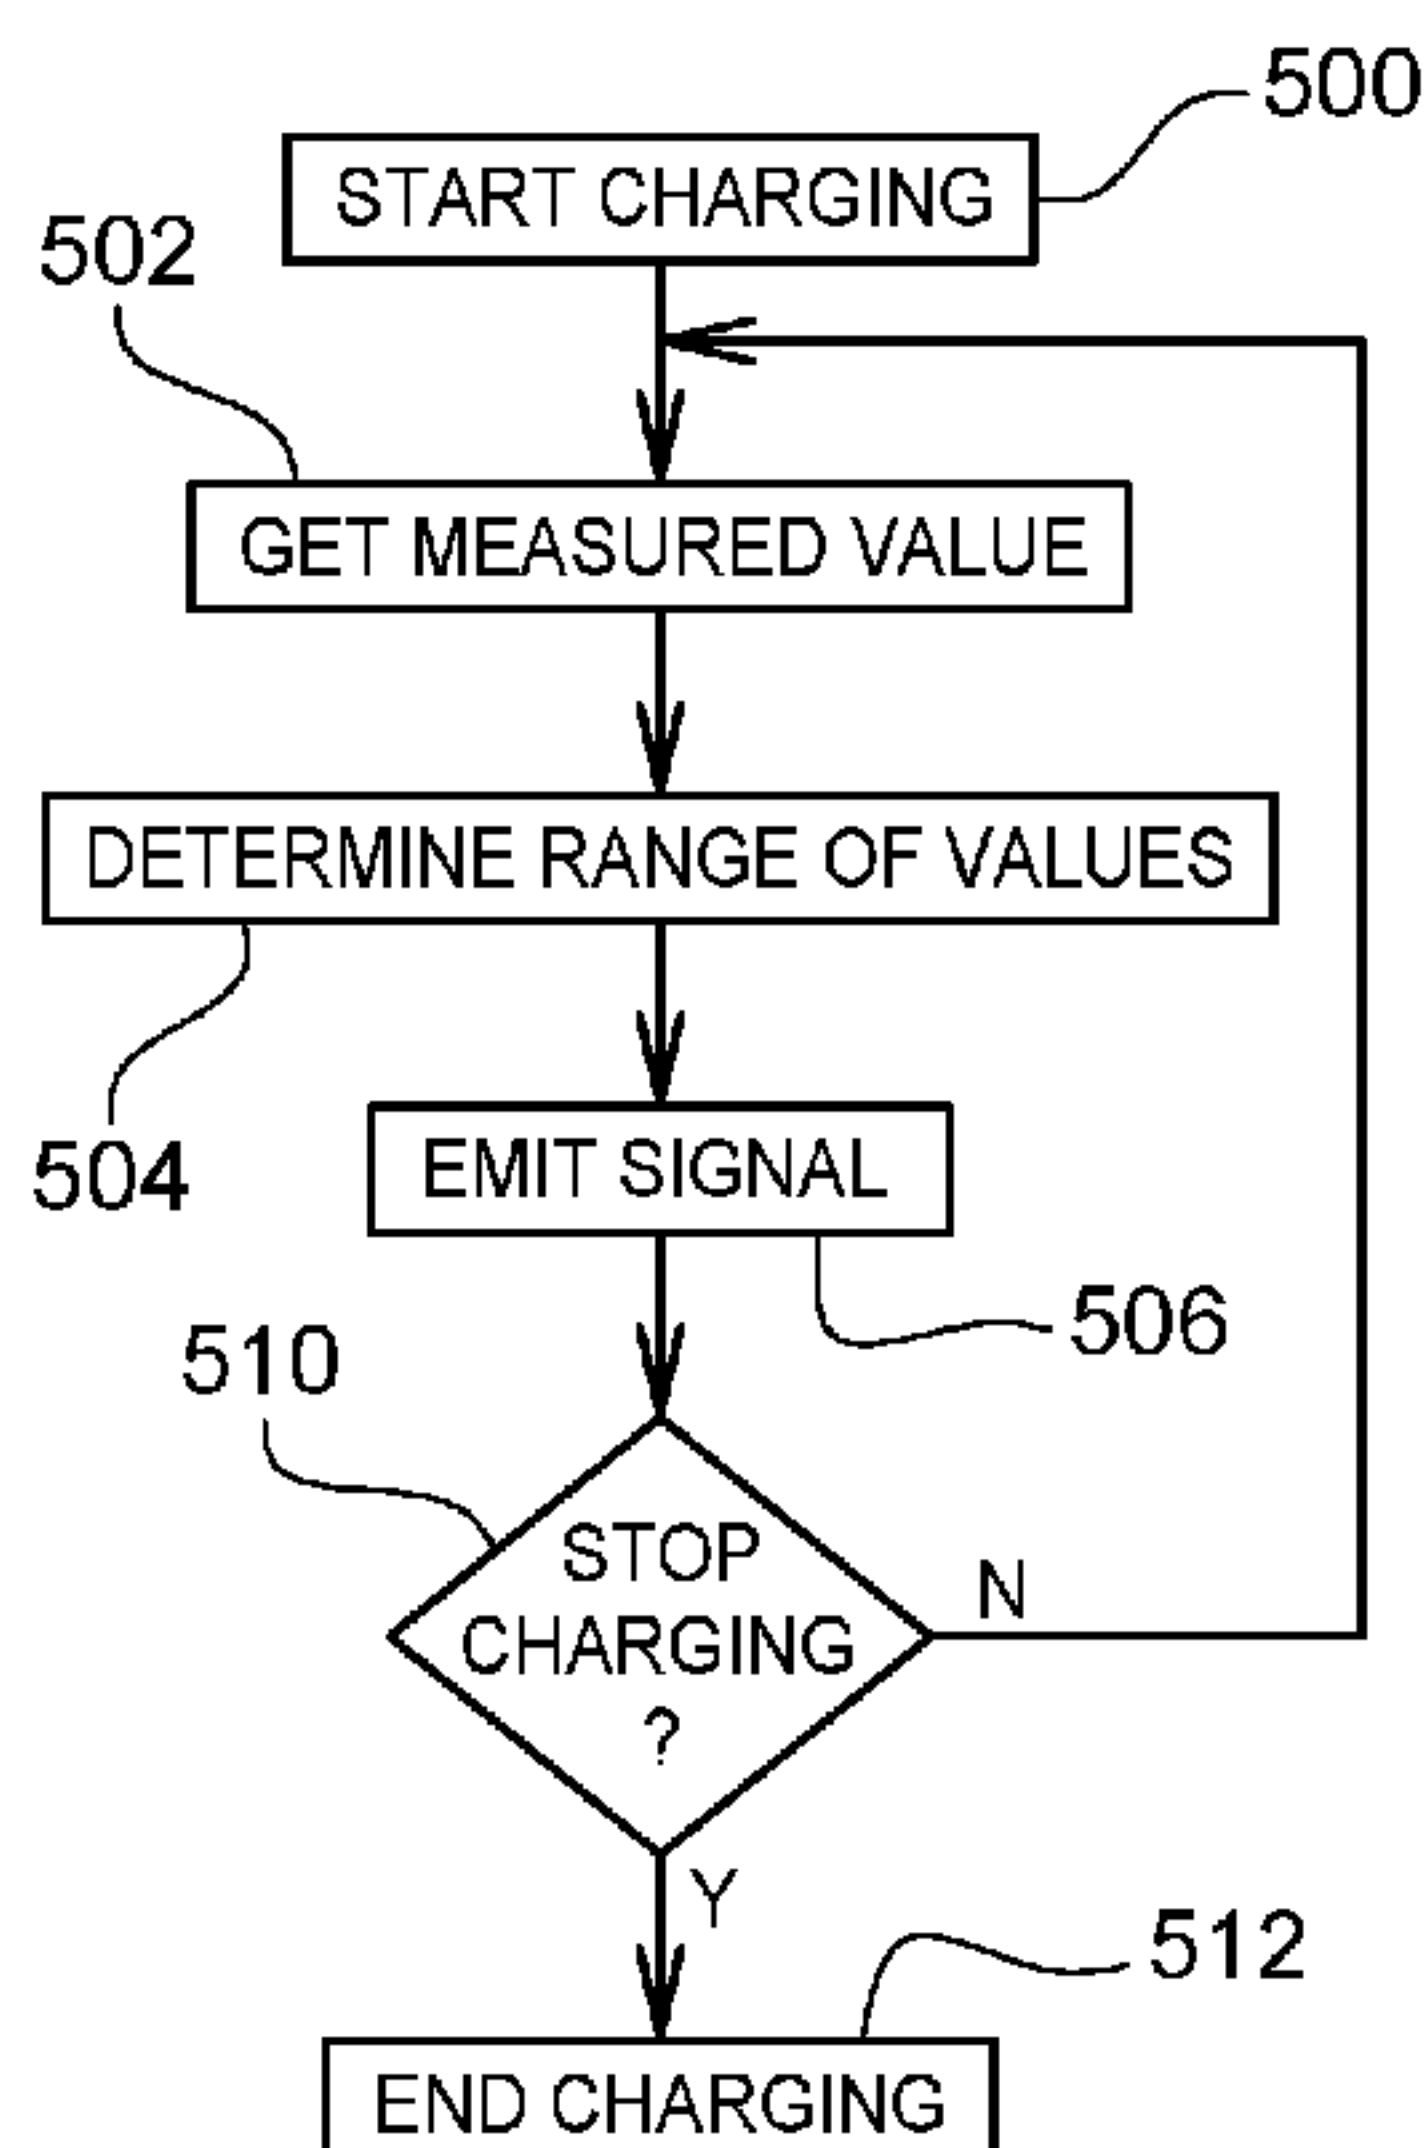 500
START CHARGING
502
GET MEASURED VALUE
DETERMINE RANGE OF VALUES
504
EMIT SIGNAL
506
510
STOP
CHARGING
?
N
Y
512
END CHARGING